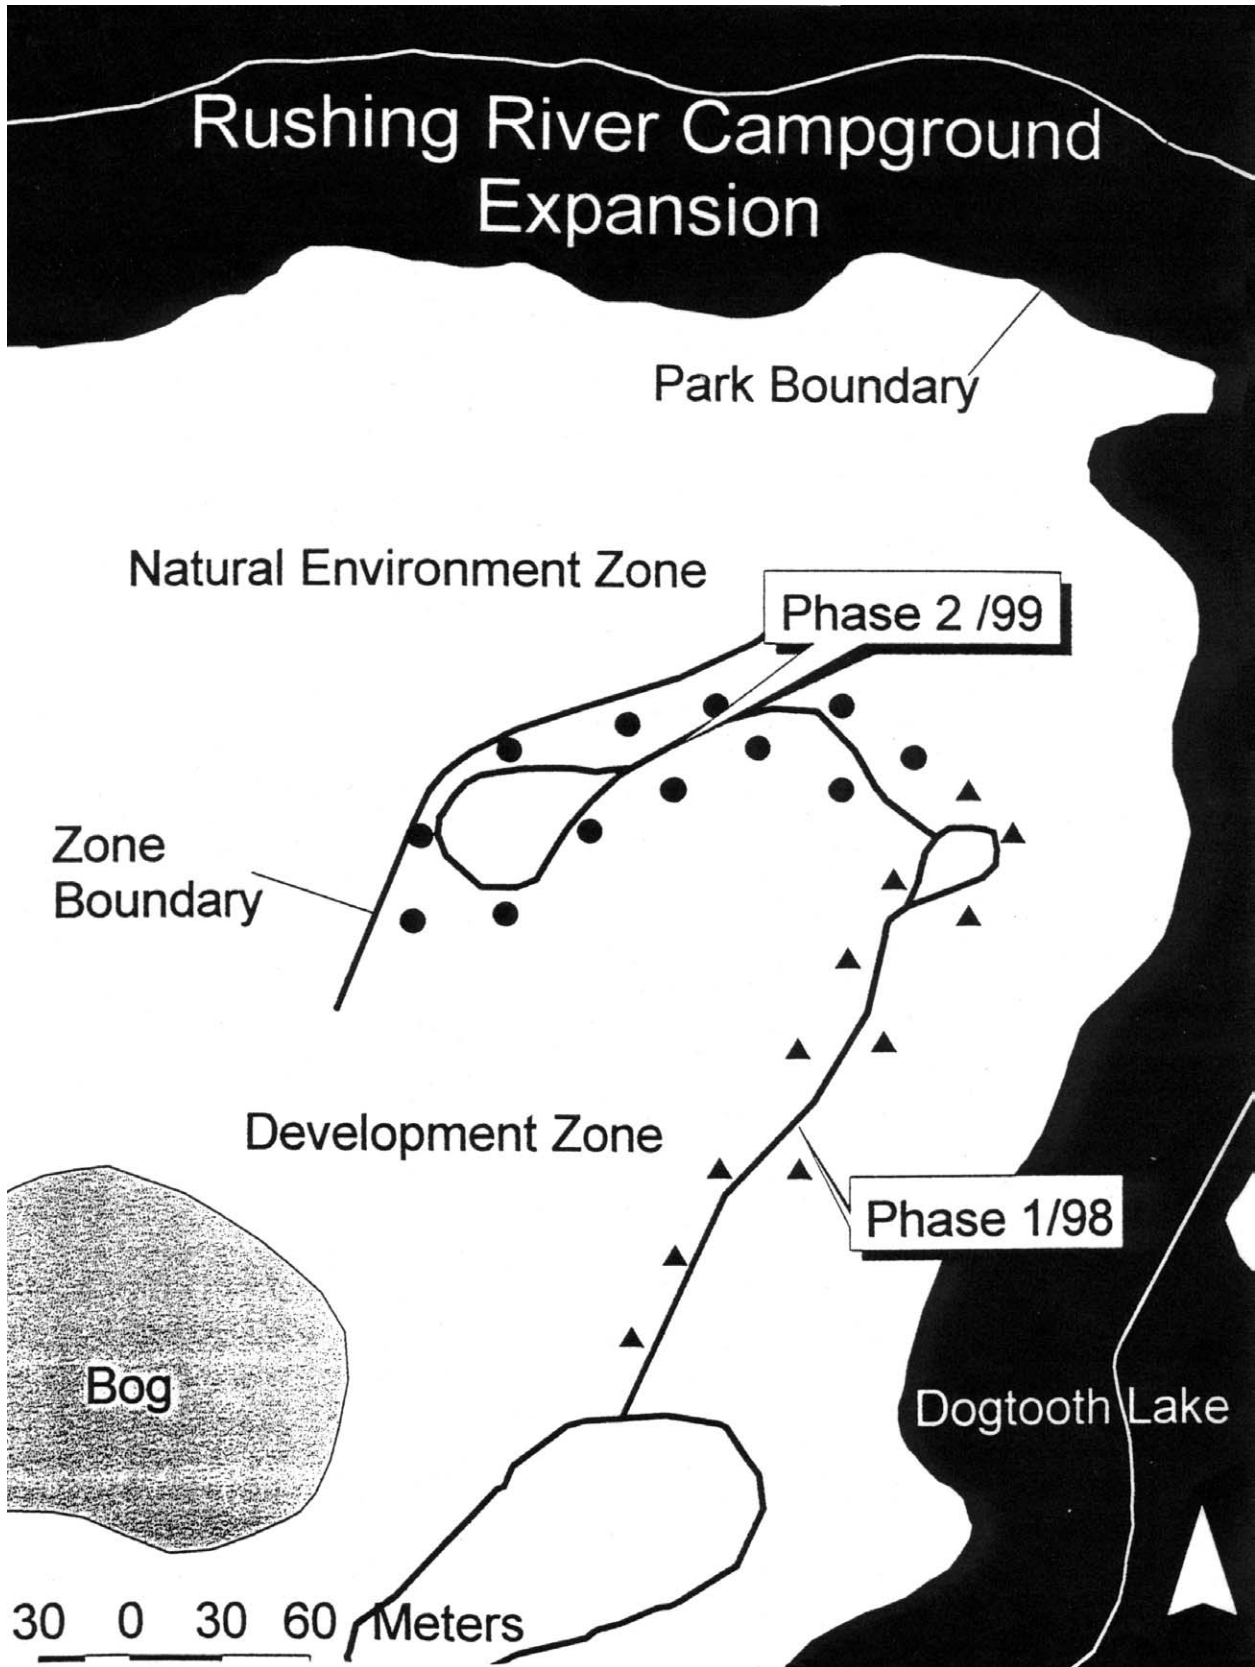 Rushing River Campground
Expansion
Park Boundary
Natural Environment Zone
Phase 2 /99
Zone
Boundary
Development Zone
Phase 1/98
Bog
Dogtooth Lake
30 0 30 60 Meters